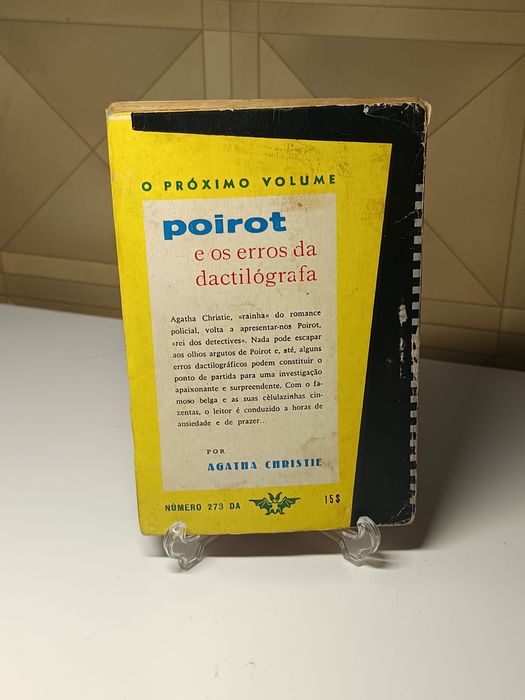 O PRÓXIMO VOLUME
poirot
e os erros da
dactilógrafa
Agatha Christie, «rainha» do romance
policial, volta a apresentar-nos Poirot,
«rei dos detectives». Nada pode escapar
aos olhos argutos de Poirot e, até, alguns
erros dactilográficos podem constituir o
ponto de partida para uma investigação
apaixonante e surpreendente. Com o fa-
moso belga e as suas cèlulazinhas cin-
zentas, o leitor é conduzido a horas de
ansiedade e de prazer...
POR
AGATHA CHRISTIE
NÚMERO 273 DA
15$